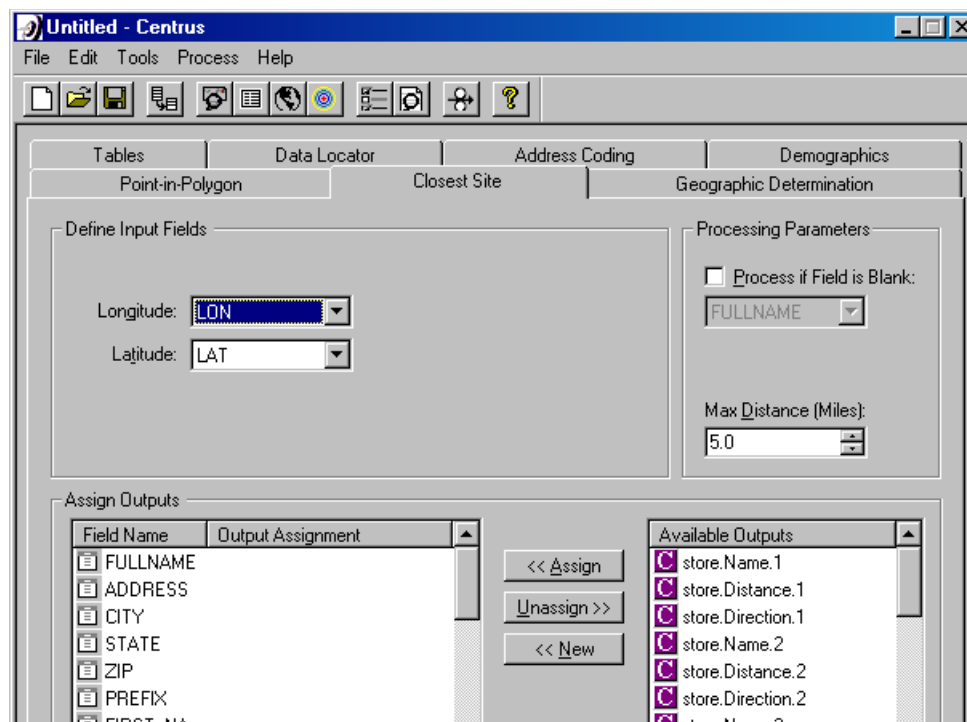 Untitled - Centrus
File Edit Tools Process Help
Tables Data Locator Address Coding Demographics
Point-in-Polygon Closest Site Geographic Determination
Define Input Fields
Longitude: LON
Latitude: LAT
Processing Parameters
Process if Field is Blank:
FULLNAME
Max Distance (Miles):
5.0
Assign Outputs
Field Name Output Assignment
FULLNAME
ADDRESS
CITY
STATE
ZIP
PREFIX
<< Assign
Unassign >>
<< New
Available Outputs
store.Name.1
store.Distance.1
store.Direction.1
store.Name.2
store.Distance.2
store.Direction.2